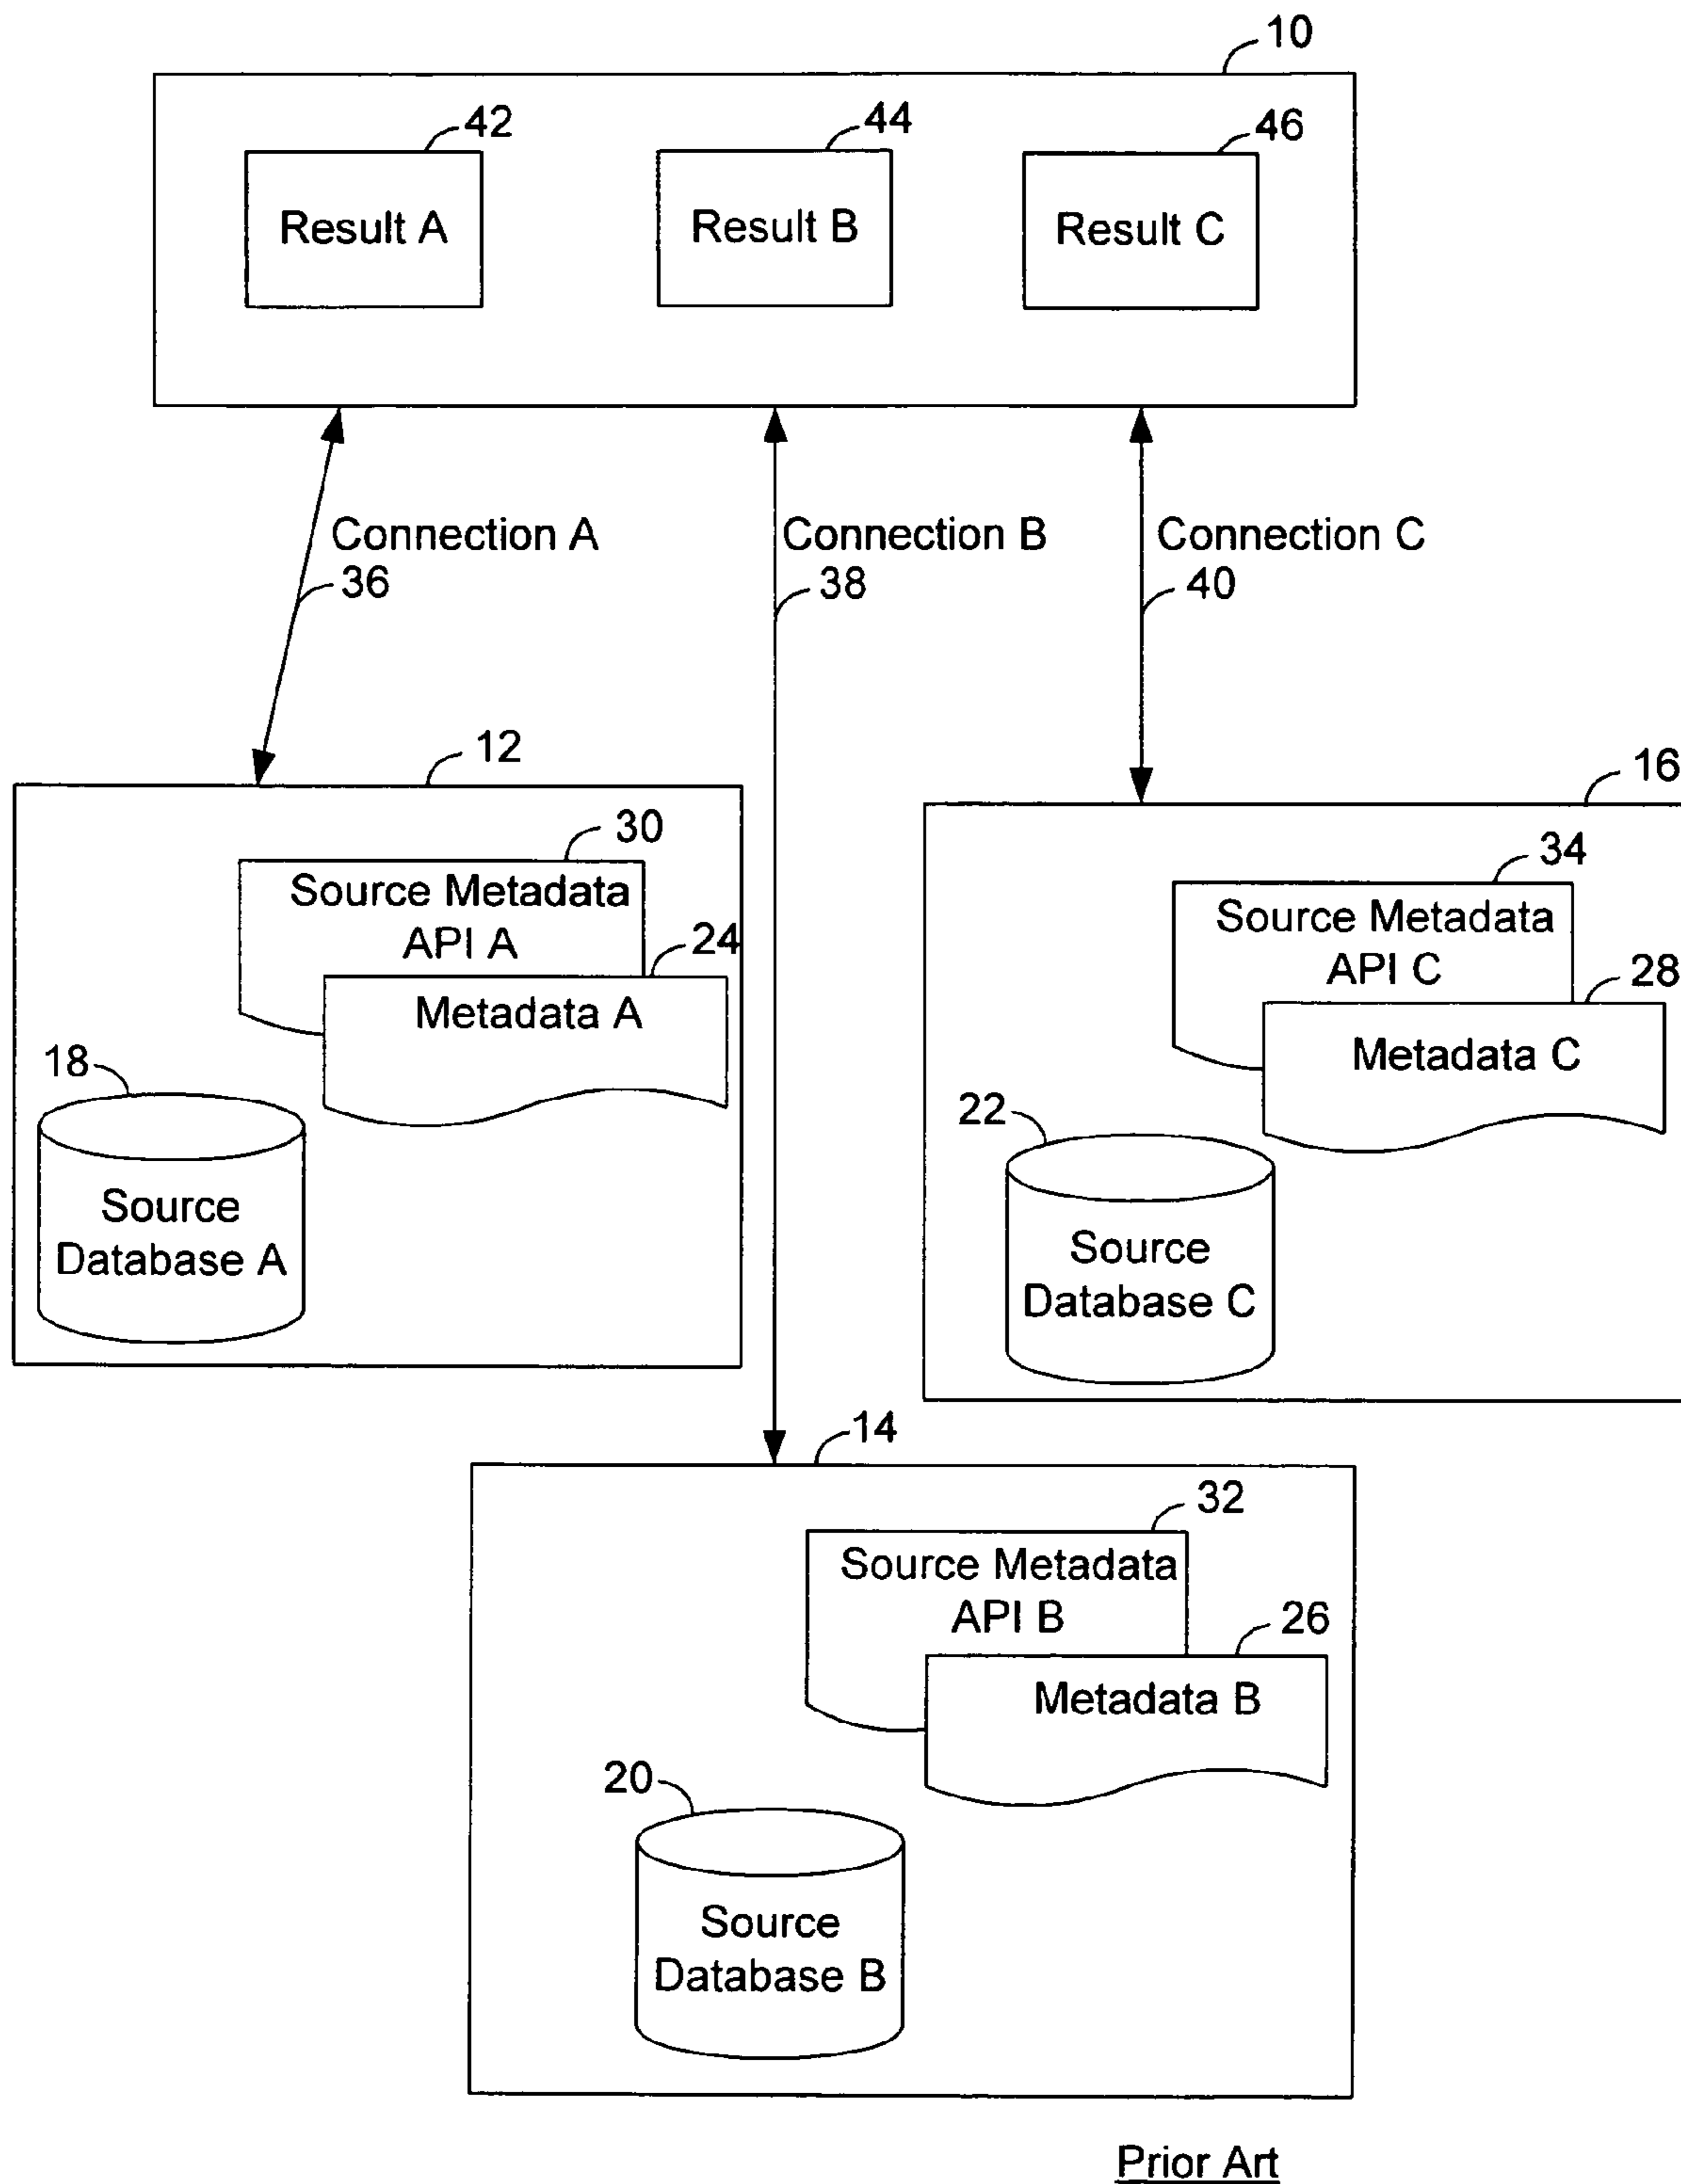 10
42
44
46
Result A
Result B
Result C
Connection A
36
Connection B
38
Connection C
40
12
16
30
Source Metadata
API A
24
Metadata A
18
Source
Database A
34
Source Metadata
API C
28
Metadata C
22
Source
Database C
14
32
Source Metadata
API B
26
Metadata B
20
Source
Database B
Prior Art